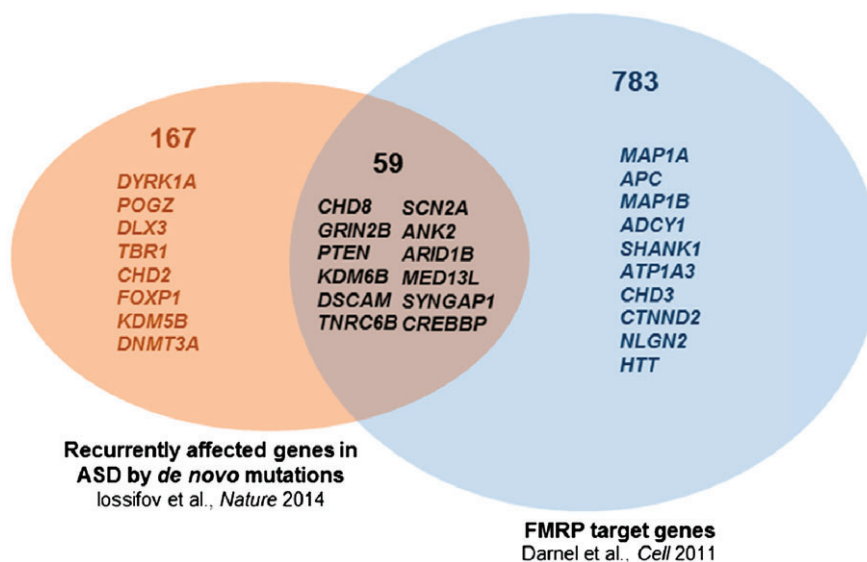 167
DYRK1A
POGZ
DLX3
TBR1
CHD2
FOXP1
KDM5B
DNMT3A
59
CHD8 SCN2A
GRIN2B ANK2
PTEN ARID1B
KDM6B MED13L
DSCAM SYNGAP1
TNRC6B CREBBP
783
MAP1A
APC
MAP1B
ADCY1
SHANK1
ATP1A3
CHD3
CTNND2
NLGN2
HTT
Recurrently affected genes in
ASD by de novo mutations
Iossifov et al., Nature 2014
FMRP target genes
Darnel et al., Cell 2011